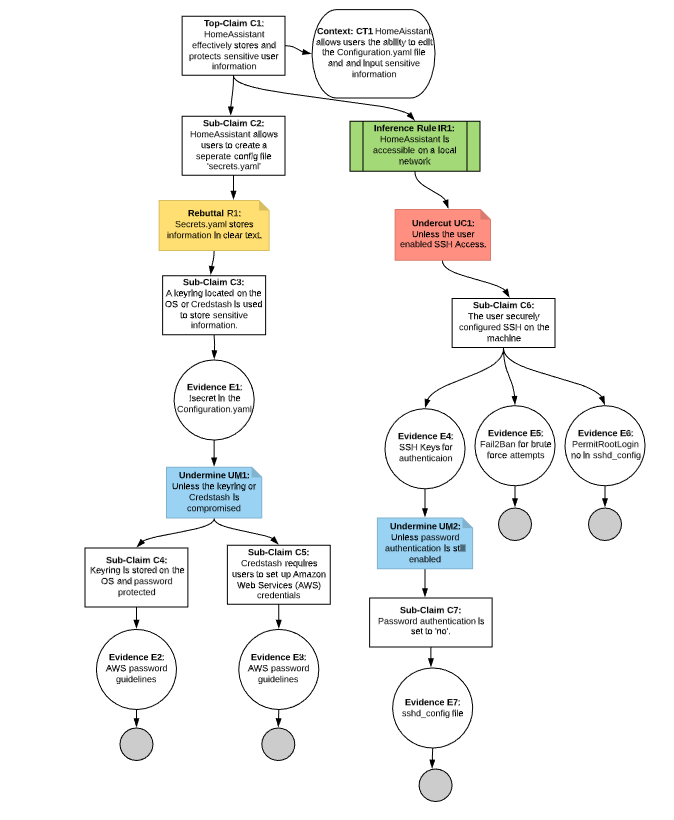 Top-Claim C1:
HomeAssistant
effectively stores and
protects sensitive user
information
Context: CT1 HomeAisstant
allows users the ability to edit
the Configuration.yaml file
and and input sensitive
information
Sub-Claim C2:
HomeAssistant allows
users to create a
seperate config file
'secrets.yaml'
Inference Rule IR1:
HomeAssistant is
accessible on a local
network
Rebuttal R1:
Secrets.yaml stores
information in clear text.
Undercut UC1:
Unless the user
enabled SSH Access.
Sub-Claim C3:
A keyring located on the
OS or Credstash is used
to store sensitive
information.
Sub-Claim C6:
The user securely
configured SSH on the
machine
Evidence E1:
!secret in the
Configuration.yaml
Evidence E4:
SSH Keys for
authenticaion
Evidence E5:
Fail2Ban for brute
force attempts
Evidence E6:
PermitRootLogin
no in sshd_config
Undermine UM1:
Unless the keyring or
Credstash is
compromised
Undermine UM2:
Unless password
authentication is still
enabled
Sub-Claim C4:
Keyring is stored on the
OS and password
protected
Sub-Claim C5:
Credstash requires
users to set up Amazon
Web Services (AWS)
credentials
Sub-Claim C7:
Password authentication is
set to 'no'.
Evidence E2:
AWS password
guidelines
Evidence E3:
AWS password
guidelines
Evidence E7:
sshd_config file